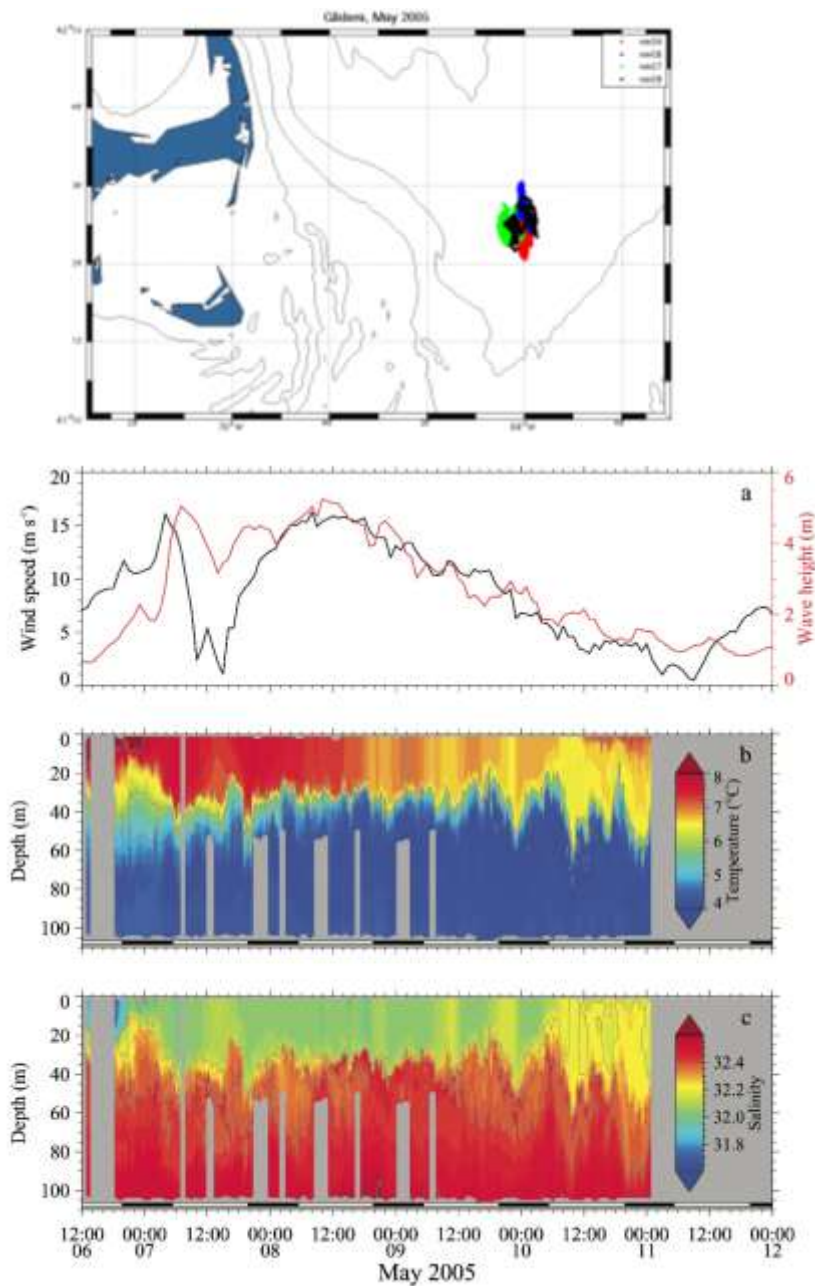 Gliders, May 2005
70°W
20
15
10
5
0
Wind speed (m s⁻¹)
a
6
4
2
0
Wave height (m)
0
20
40
60
80
100
Depth (m)
b
8
7
6
5
4
Temperature (°C)
0
20
40
60
80
100
Depth (m)
c
32.4
32.2
32.0
31.8
Salinity
12:00 00:00 12:00 00:00 12:00 00:00 12:00 00:00 12:00 00:00 12:00 00:00
06 07 08 09 10 11 12
May 2005